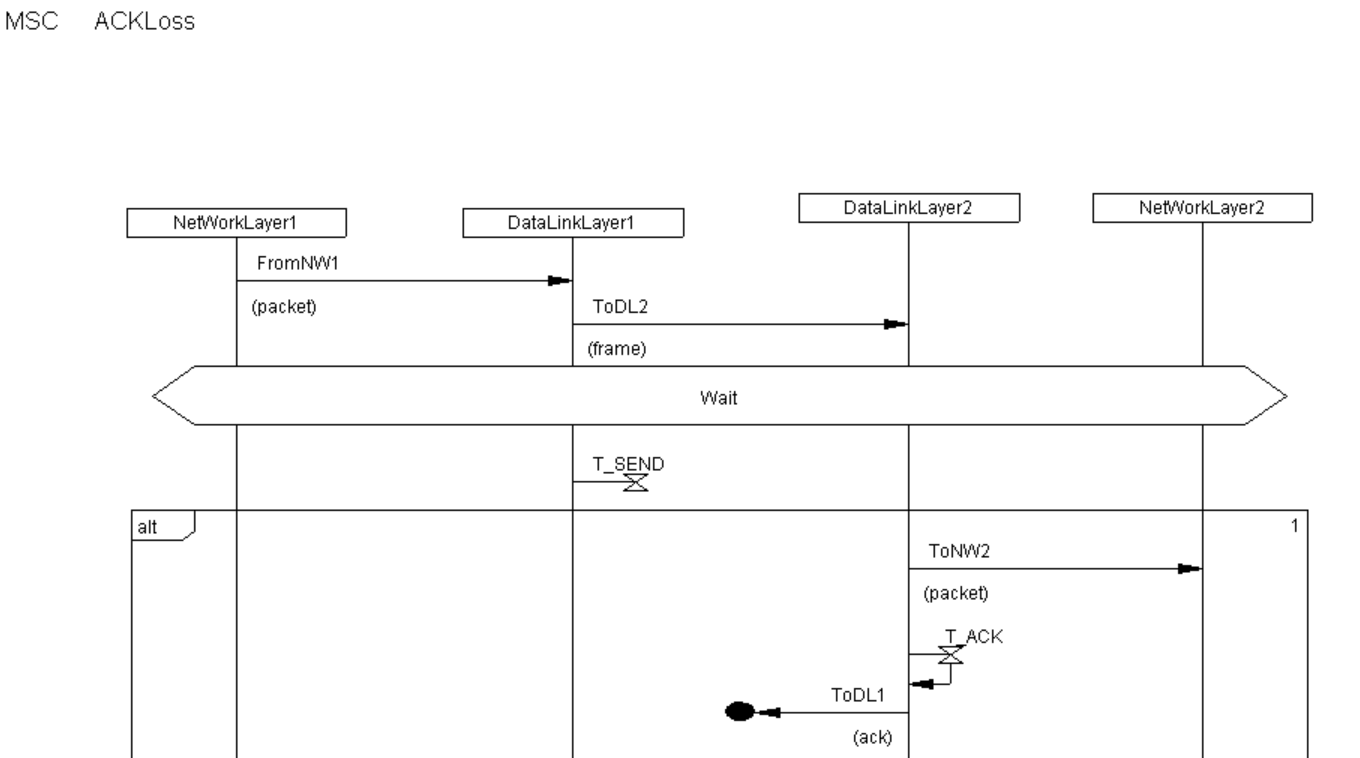 MSC ACKLoss
NetWorkLayer1
DataLinkLayer1
DataLinkLayer2
NetWorkLayer2
FromNW1
(packet)
ToDL2
(frame)
Wait
T_SEND
alt
1
ToNW2
(packet)
T_ACK
ToDL1
(ack)